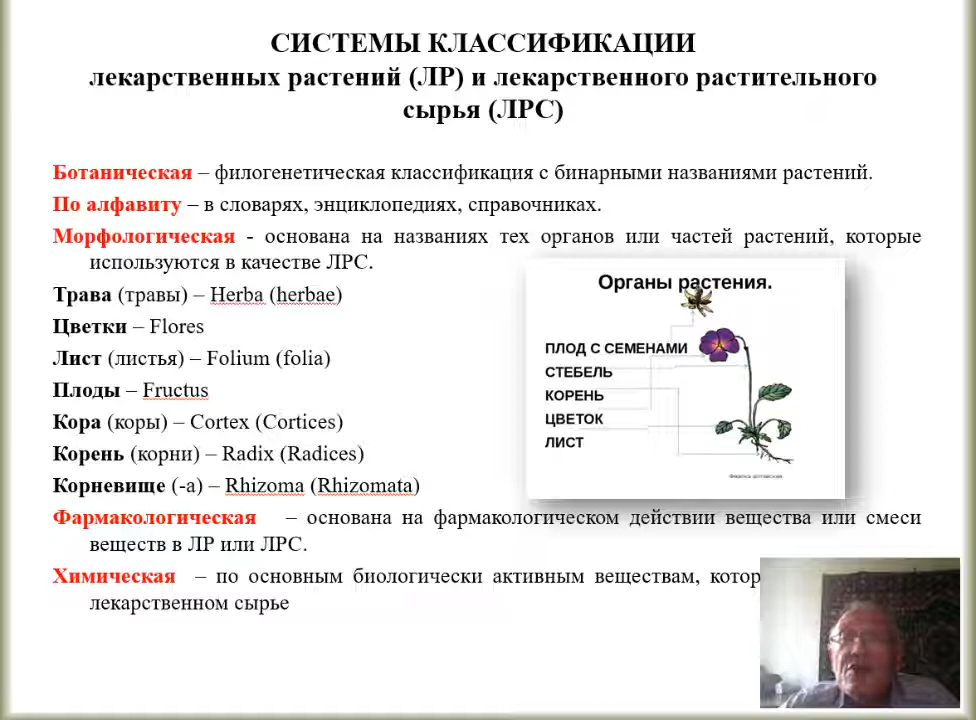 СИСТЕМЫ КЛАССИФИКАЦИИ
лекарственных растений (ЛР) и лекарственного растительного
сырья (ЛРС)
Ботаническая – филогенетическая классификация с бинарными названиями растений.
По алфавиту – в словарях, энциклопедиях, справочниках.
Морфологическая - основана на названиях тех органов или частей растений, которые
используются в качестве ЛРС.
Трава (травы) – Herba (herbae)
Цветки – Flores
Лист (листья) – Folium (folia)
Плоды – Fructus
Кора (коры) – Cortex (Cortices)
Корень (корни) – Radix (Radices)
Корневище (-а) – Rhizoma (Rhizomata)
Органы растения.
ПЛОД С СЕМЕНАМИ
СТЕБЕЛЬ
КОРЕНЬ
ЦВЕТОК
ЛИСТ
Фармакологическая – основана на фармакологическом действии вещества или смеси
веществ в ЛР или ЛРС.
Химическая – по основным биологически активным веществам,
лекарственном сырье